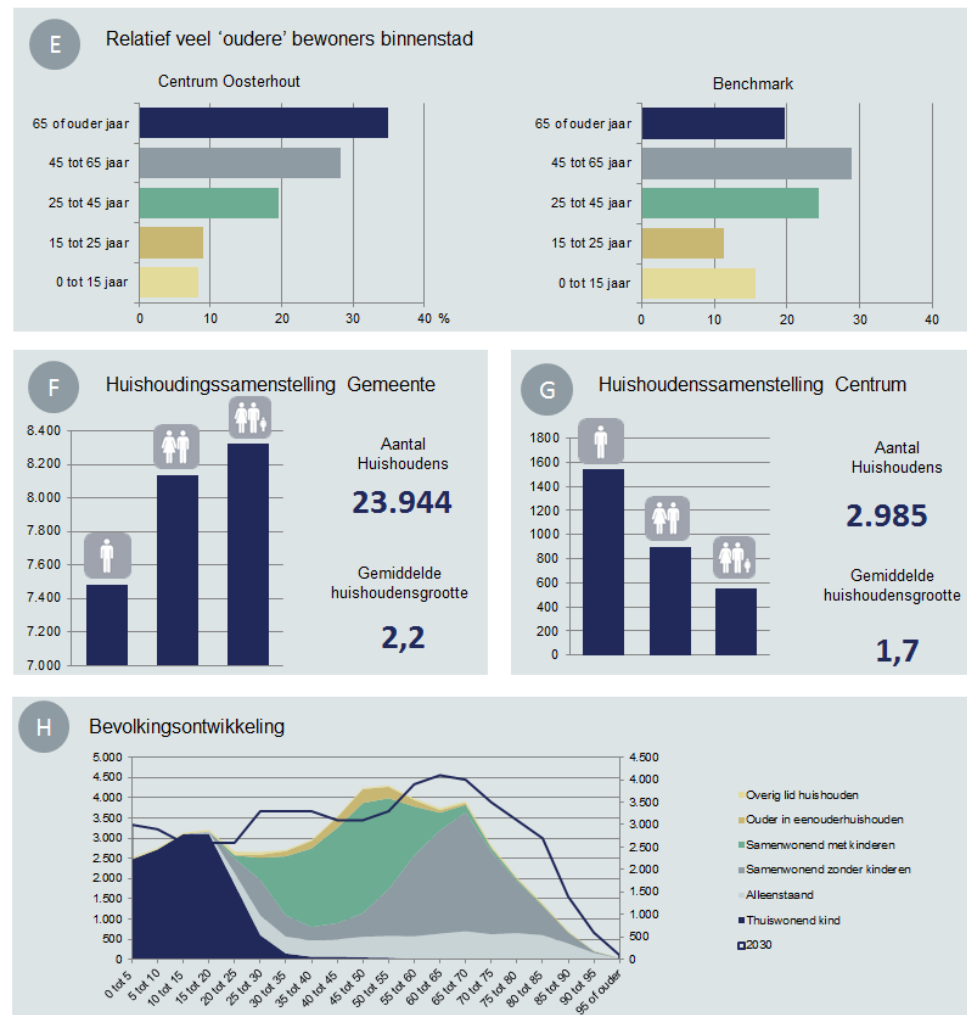 E
Relatief veel ‘oudere’ bewoners binnenstad
Centrum Oosterhout
65 of ouder jaar
45 tot 65 jaar
25 tot 45 jaar
15 tot 25 jaar
0 tot 15 jaar
0 10 20 30 40 %
Benchmark
65 of ouder jaar
45 tot 65 jaar
25 tot 45 jaar
15 tot 25 jaar
0 tot 15 jaar
0 10 20 30 40
F
Huishoudingssamenstelling Gemeente
8.400
8.200
8.000
7.800
7.600
7.400
7.200
7.000
Aantal
Huishoudens
23.944
Gemiddelde
huishoudensgrootte
2,2
G
Huishoudenssamenstelling Centrum
1800
1600
1400
1200
1000
800
600
400
200
0
Aantal
Huishoudens
2.985
Gemiddelde
huishoudensgrootte
1,7
H
Bevolkingsontwikkeling
5.000
4.500
4.000
3.500
3.000
2.500
2.000
1.500
1.000
500
0
4.500
4.000
3.500
3.000
2.500
2.000
1.500
1.000
500
0
0 tot 5
5 tot 10
10 tot 15
15 tot 20
20 tot 25
25 tot 30
30 tot 35
35 tot 40
40 tot 45
45 tot 50
50 tot 55
55 tot 60
60 tot 65
65 tot 70
70 tot 75
75 tot 80
80 tot 85
85 tot 90
90 tot 95
95 of ouder
Overig lid huishouden
Ouder in eenouderhuishouden
Samenwonend met kinderen
Samenwonend zonder kinderen
Alleenstaand
Thuiswonend kind
2030